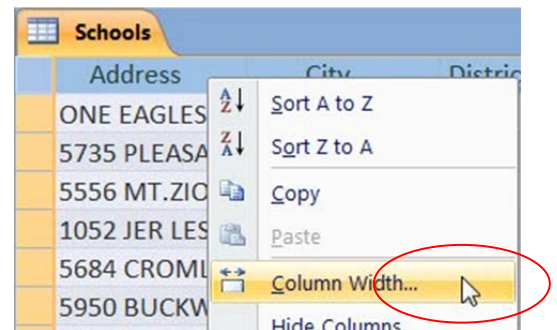 Schools
Address City Distric
ONE EAGLES
5735 PLEASA
5556 MT.ZIO
1052 JER LES
5684 CROML
5950 BUCKW
Sort A to Z
Sort Z to A
Copy
Paste
Column Width...
Hide Columns